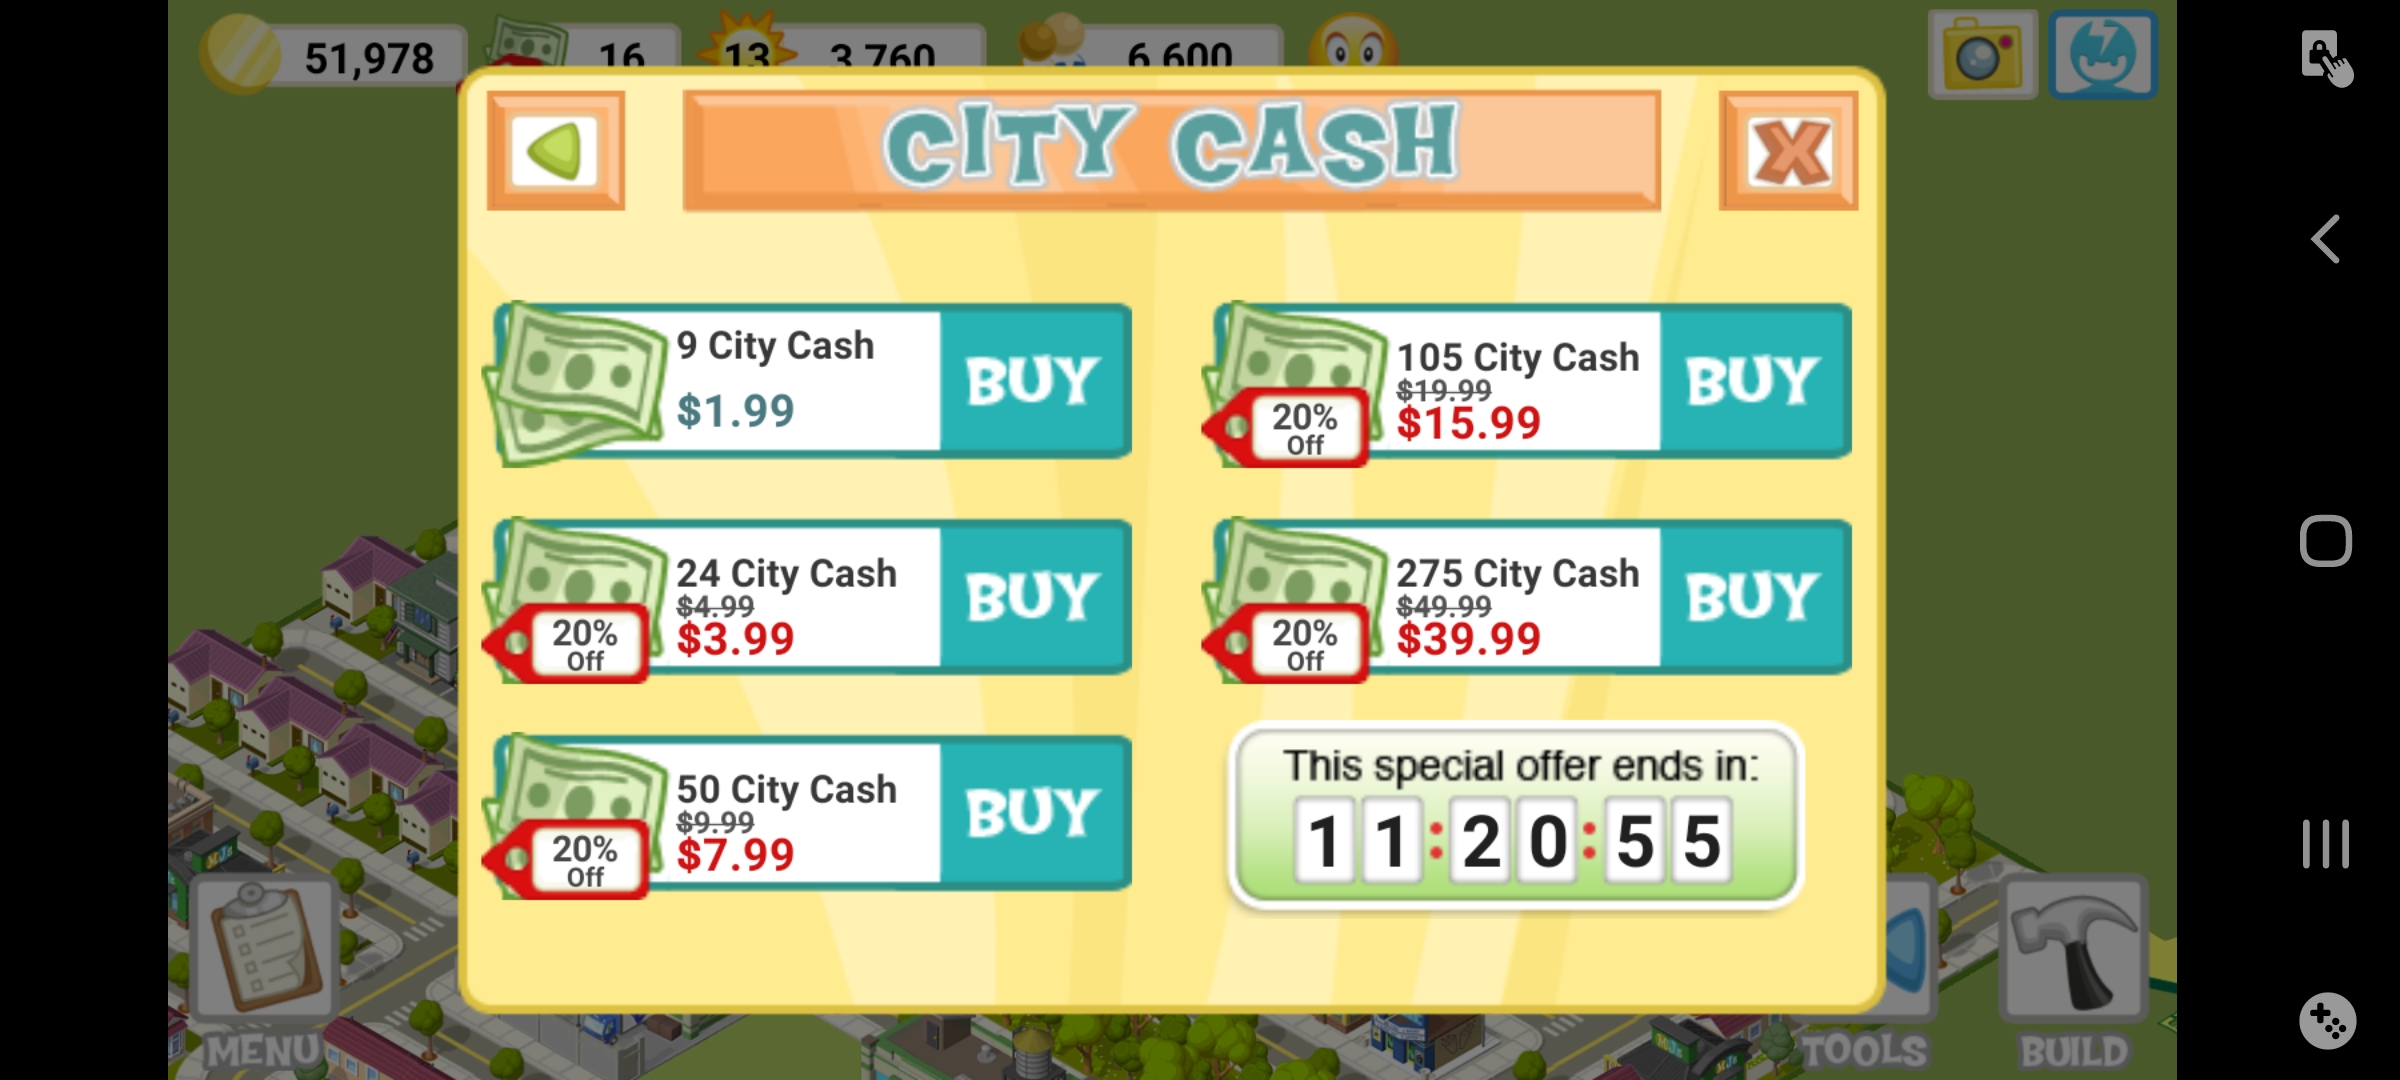 51,978
16
13
3,760
6,600
CITY CASH
9 City Cash
$1.99
BUY
105 City Cash
$19.99
$15.99
20%
Off
BUY
24 City Cash
$4.99
$3.99
20%
Off
BUY
275 City Cash
$49.99
$39.99
20%
Off
BUY
50 City Cash
$9.99
$7.99
20%
Off
BUY
This special offer ends in:
11:20:55
MENU
TOOLS
BUILD